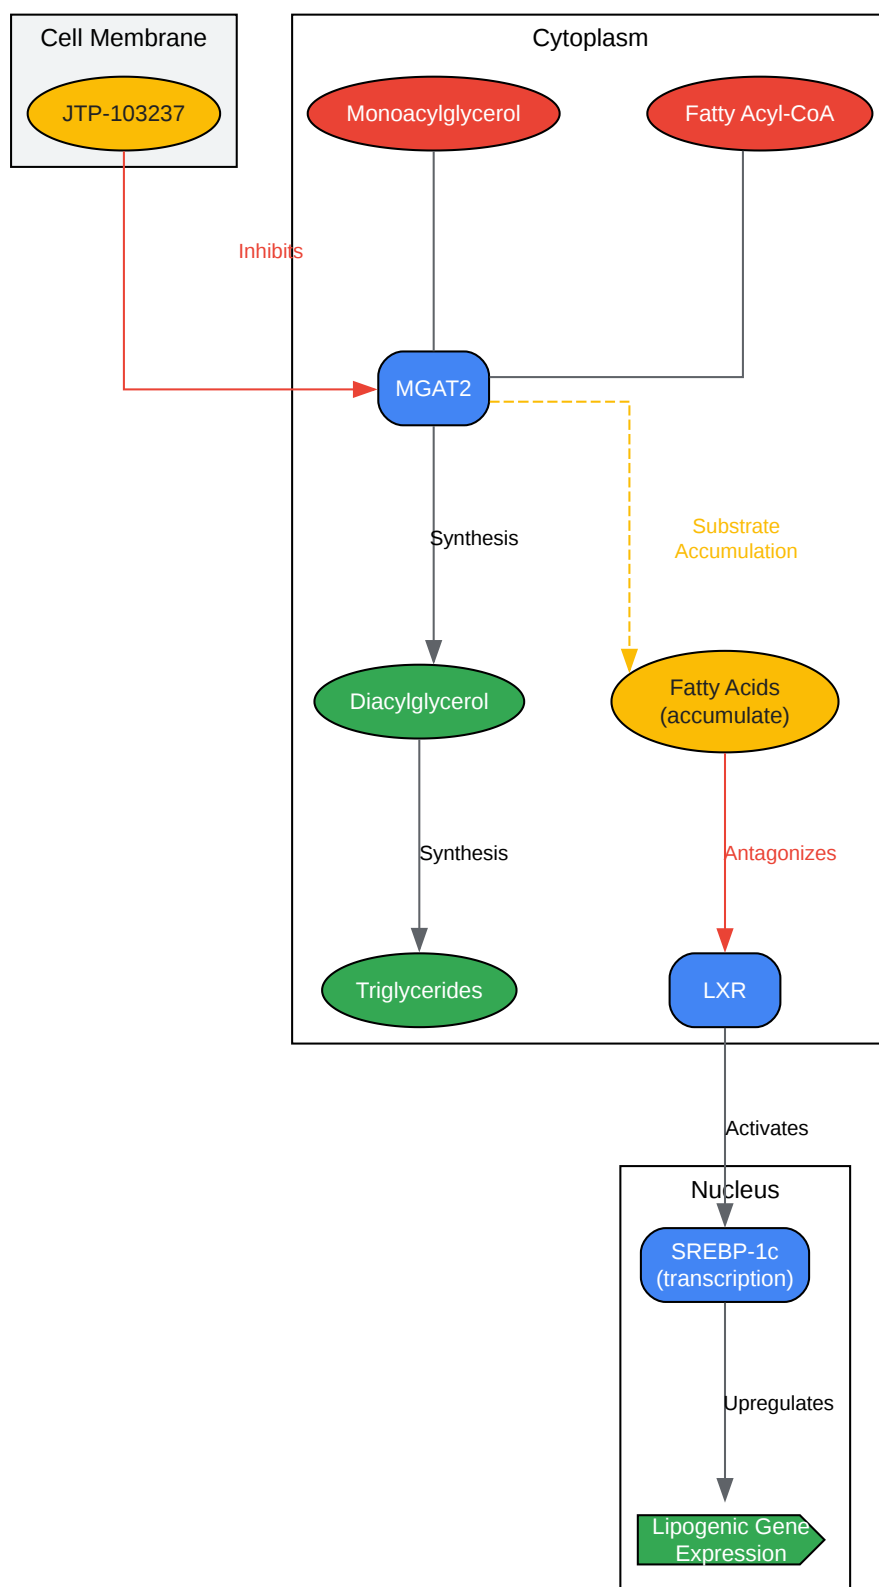 Cell Membrane
Cytoplasm
JTP-103237
Monoacylglycerol
Fatty Acyl-CoA
Inhibits
MGAT2
Synthesis
Substrate
Accumulation
Diacylglycerol
Fatty Acids
(accumulate)
Synthesis
Antagonizes
Triglycerides
LXR
Activates
Nucleus
SREBP-1c
(transcription)
Upregulates
Lipogenic Gene
Expression